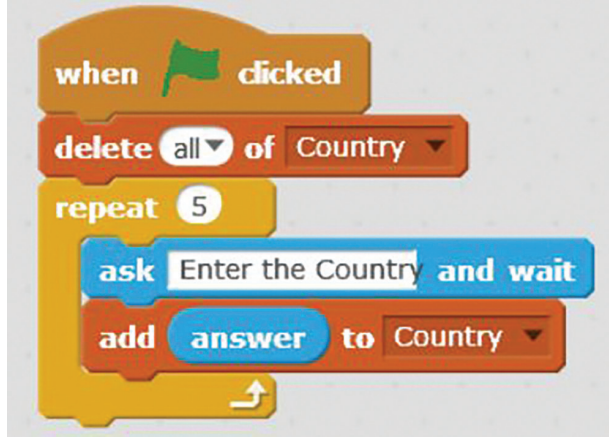 when clicked
delete all of Country
repeat 5
ask Enter the Country and wait
add answer to Country